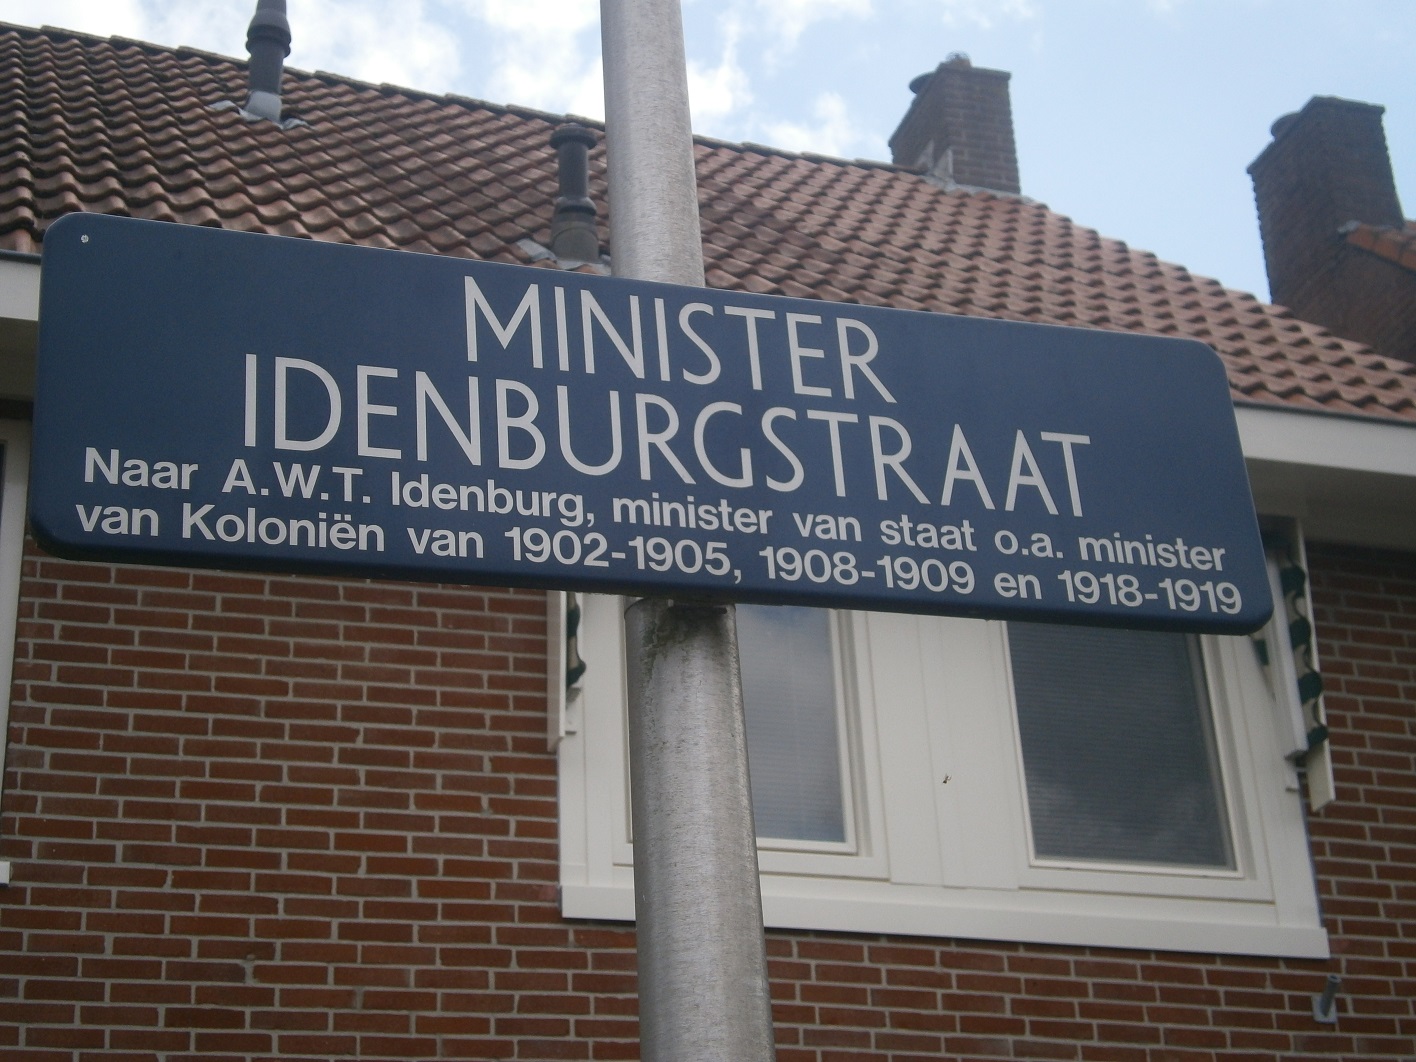 MINISTER
IDENBURGSTRAAT
Naar A.W.T. Idenburg, minister van staat o.a. minister
van Koloniën van 1902-1905, 1908-1909 en 1918-1919